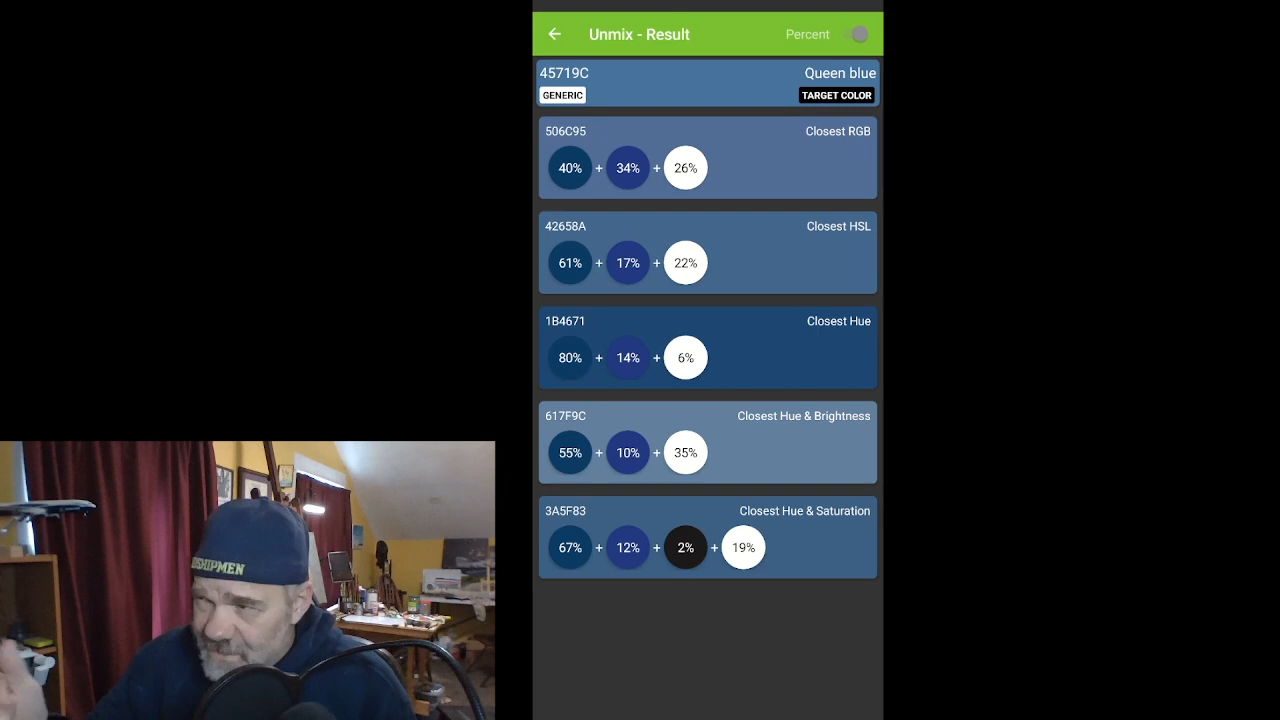 Unmix - Result Percent
45719C Queen blue
GENERIC TARGET COLOR
506C95 Closest RGB
40% + 34% + 26%
42658A Closest HSL
61% + 17% + 22%
1B4671 Closest Hue
80% + 14% + 6%
617F9C Closest Hue & Brightness
55% + 10% + 35%
3A5F83 Closest Hue & Saturation
67% + 12% + 2% + 19%